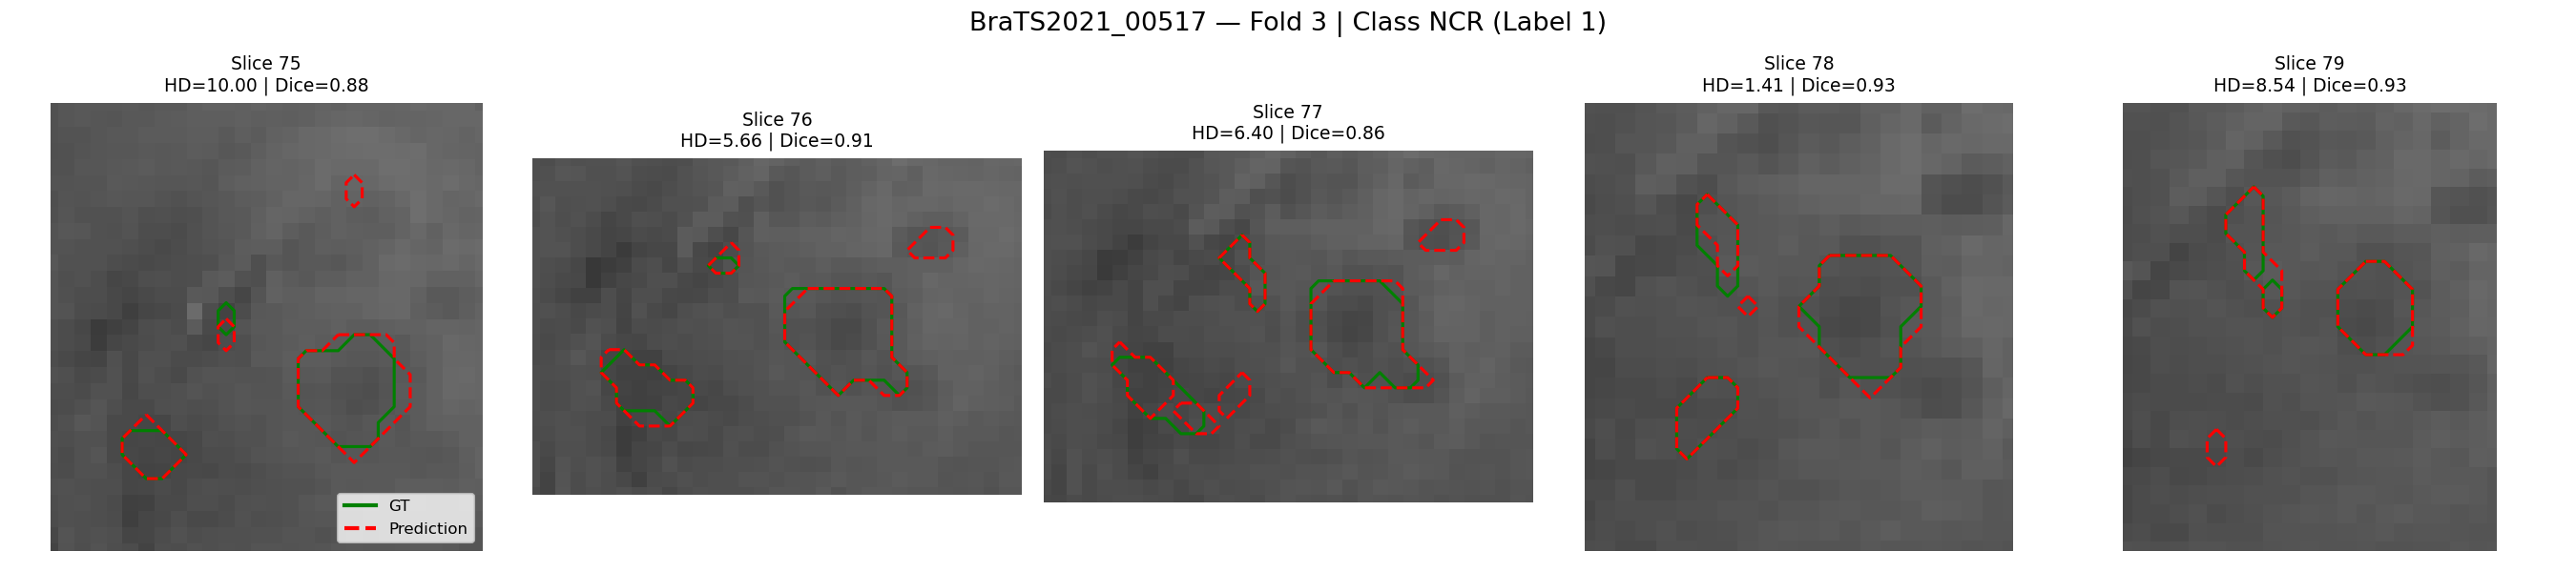 BraTS2021_00517 — Fold 3 | Class NCR (Label 1)
Slice 75
HD=10.00 | Dice=0.88
Slice 76
HD=5.66 | Dice=0.91
Slice 77
HD=6.40 | Dice=0.86
Slice 78
HD=1.41 | Dice=0.93
Slice 79
HD=8.54 | Dice=0.93
GT
Prediction